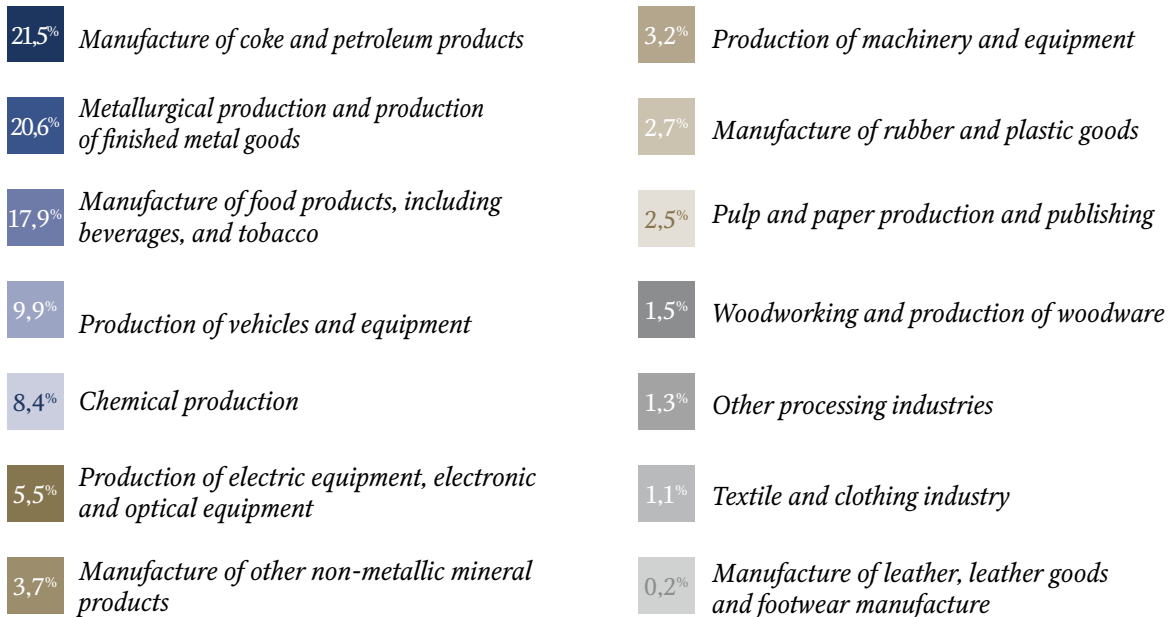 21,5% Manufacture of coke and petroleum products
20,6% Metallurgical production and production
of finished metal goods
17,9% Manufacture of food products, including
beverages, and tobacco
9,9% Production of vehicles and equipment
8,4% Chemical production
5,5% Production of electric equipment, electronic
and optical equipment
3,7% Manufacture of other non-metallic mineral
products
3,2% Production of machinery and equipment
2,7% Manufacture of rubber and plastic goods
2,5% Pulp and paper production and publishing
1,5% Woodworking and production of woodware
1,3% Other processing industries
1,1% Textile and clothing industry
0,2% Manufacture of leather, leather goods
and footwear manufacture